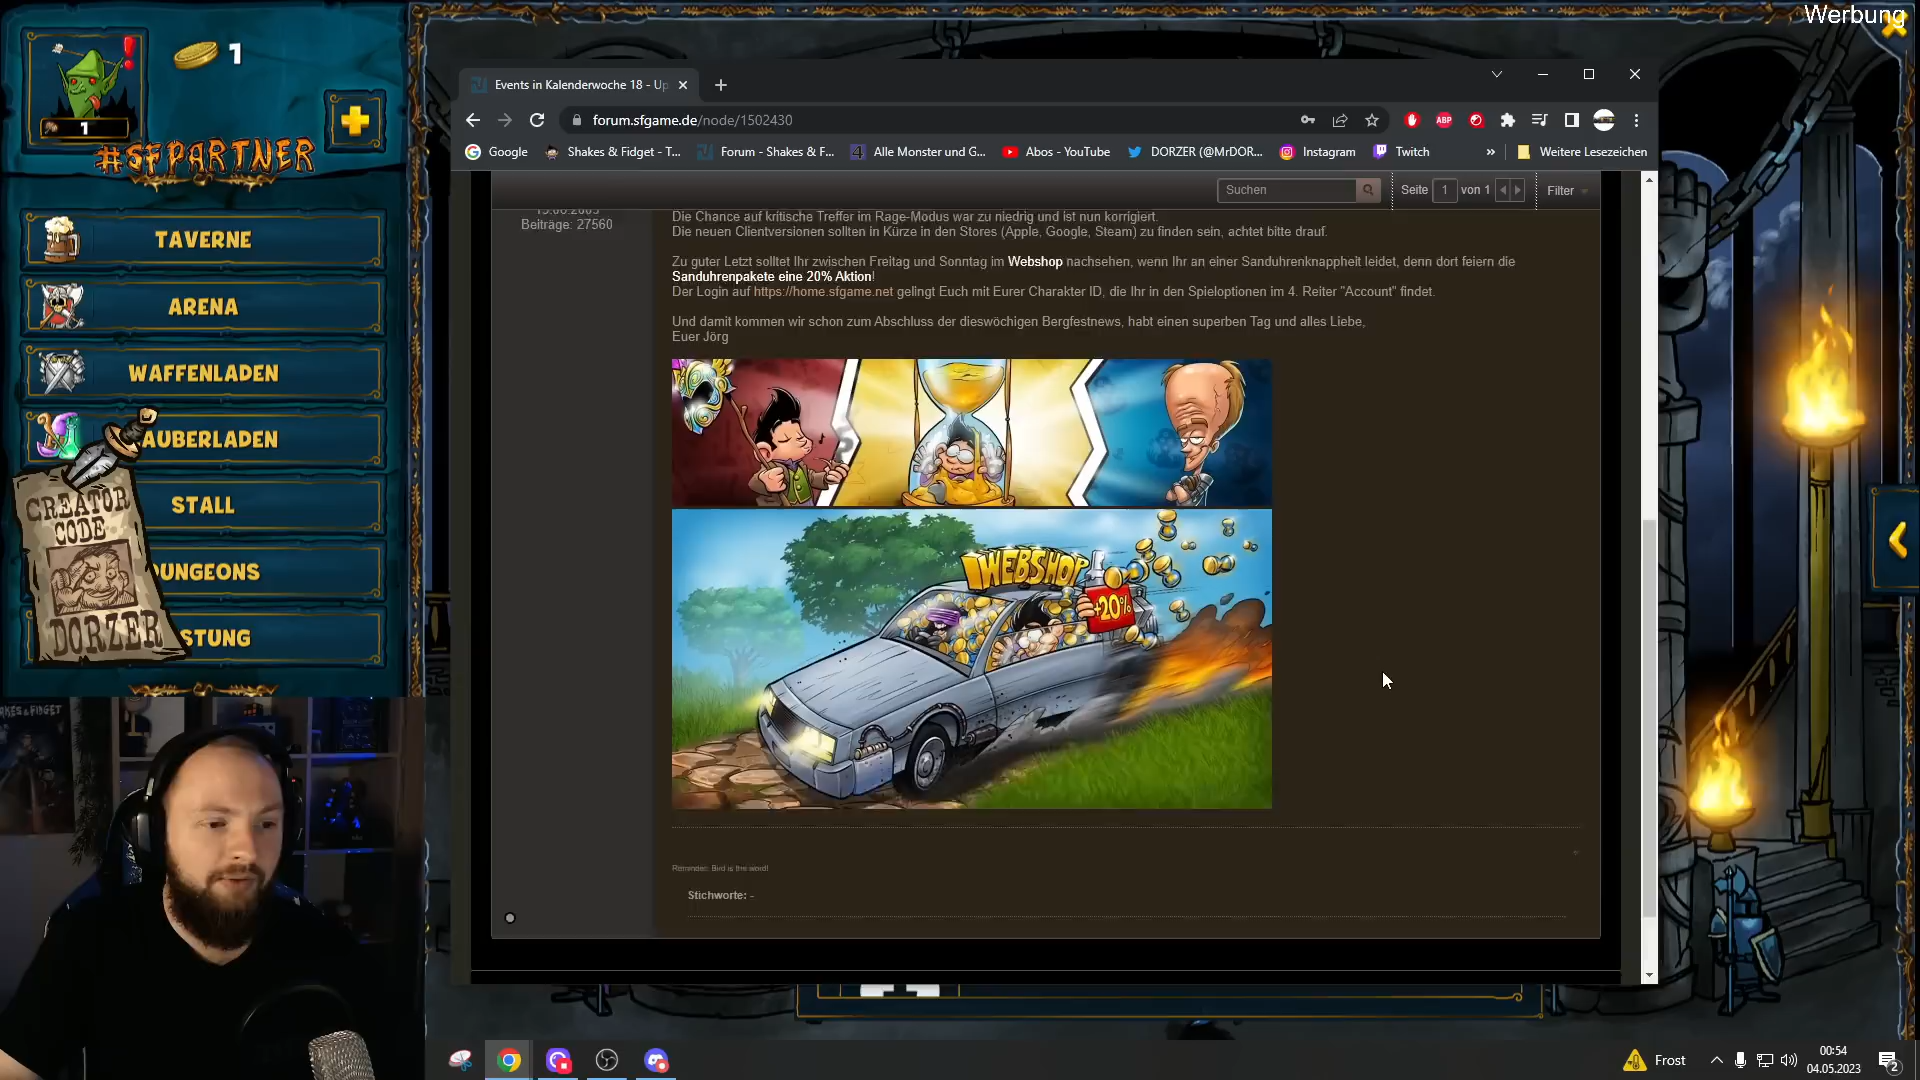 Werbung
1
1
#SFPARTNER
TAVERNE
ARENA
WAFFENLADEN
AUBERLADEN
STALL
UNGEONS
STUNG
CREATOR
CODE
DORZER
Events in Kalenderwoche 18 - Up
forum.sfgame.de/node/1502430
Google
Shakes & Fidget - T...
Forum - Shakes & F...
Alle Monster und G...
Abos - YouTube
DORZER (@MrDOR...
Instagram
Twitch
»
Weitere Lesezeichen
ABP
Suchen
Seite 1 von 1
Filter
Beiträge: 27560
Die Chance auf kritische Treffer im Rage-Modus war zu niedrig und ist nun korrigiert.
Die neuen Clientversionen sollten in Kürze in den Stores (Apple, Google, Steam) zu finden sein, achtet bitte drauf.
Zu guter Letzt solltet Ihr zwischen Freitag und Sonntag im Webshop nachsehen, wenn Ihr an einer Sanduhrenknappheit leidet, denn dort feiern die
Sanduhrenpakete eine 20% Aktion!
Der Login auf https://home.sfgame.net gelingt Euch mit Eurer Charakter ID, die Ihr in den Spieloptionen im 4. Reiter "Account" findet.
Und damit kommen wir schon zum Abschluss der dieswöchigen Bergfestnews, habt einen superben Tag und alles Liebe,
Euer Jörg
WEBSHOP
+20%
Reminder: Bird is the word!
Stichworte: -
Frost
00:54
04.05.2023
2